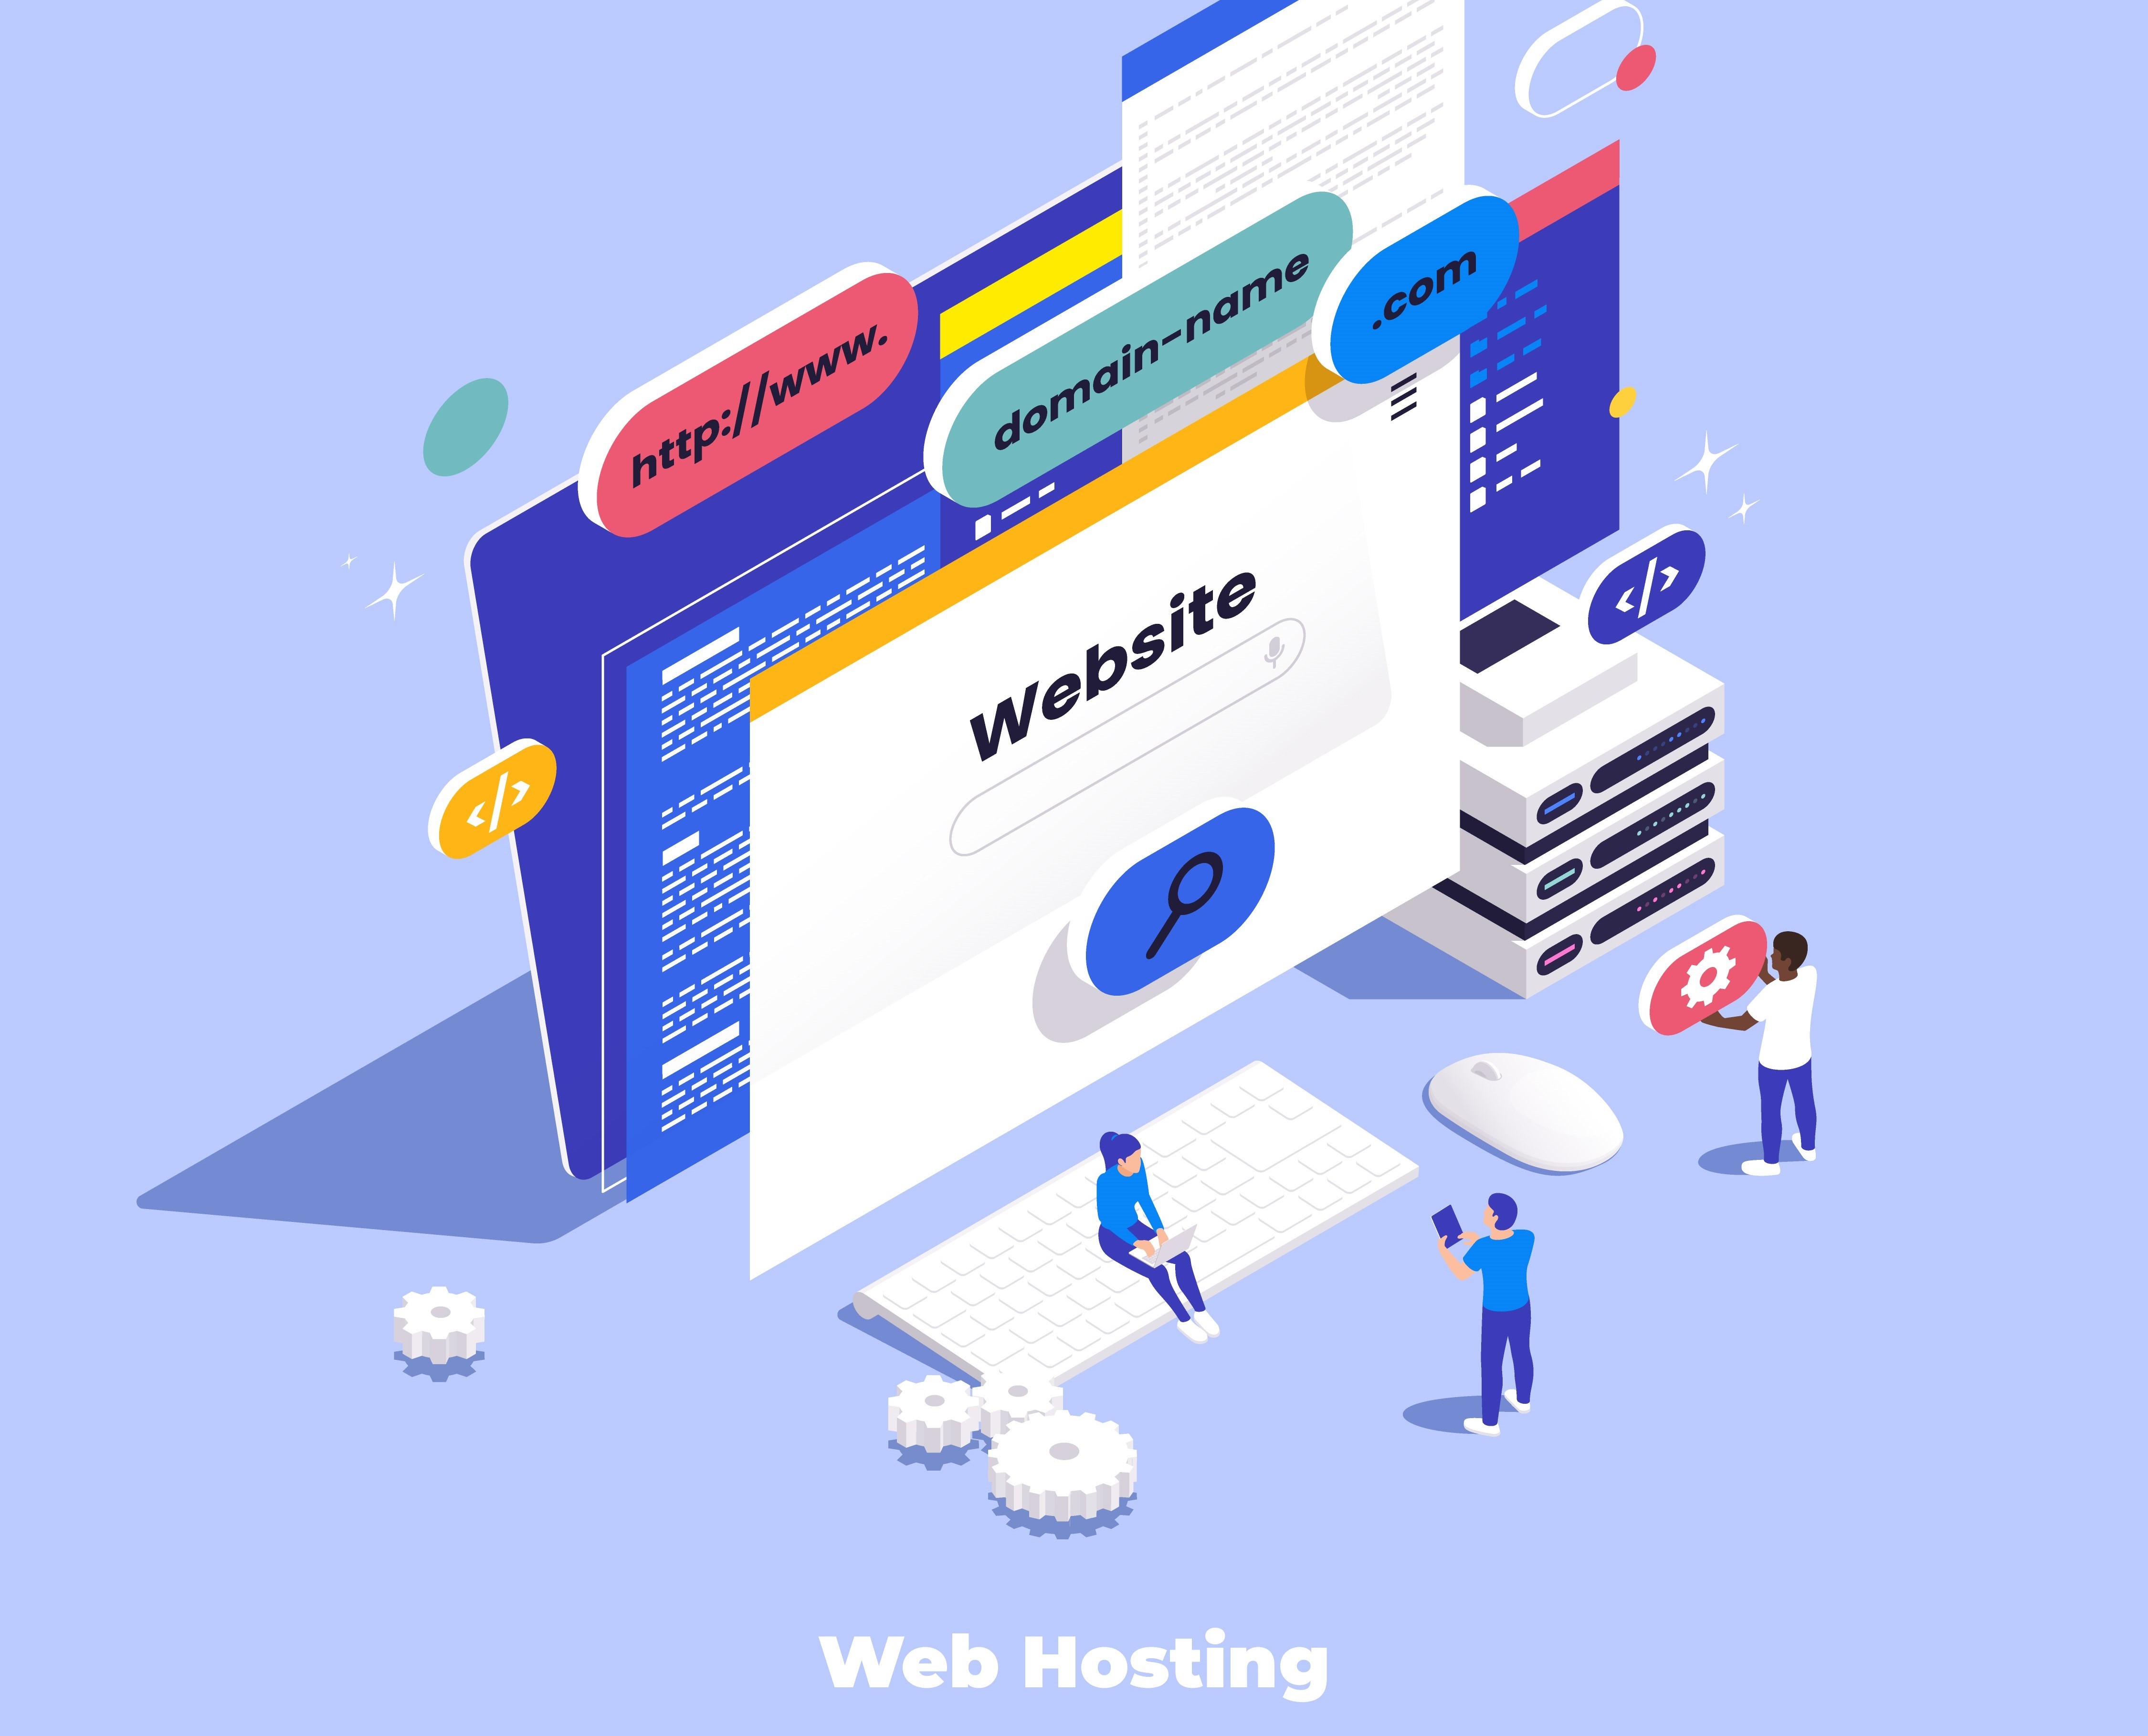 http://www.
domain-name
.com
Website
</>
</>
Web Hosting